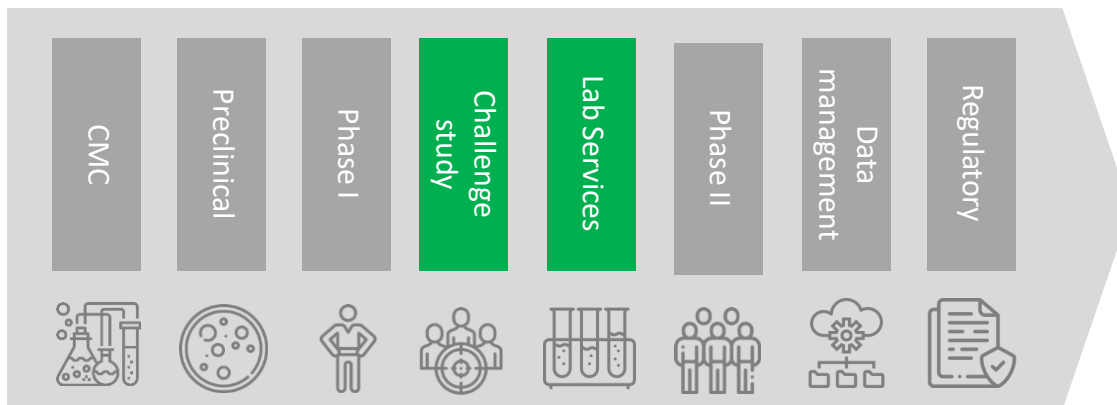 CMC
Preclinical
Phase I
Challenge
study
Lab Services
Phase II
Data
management
Regulatory